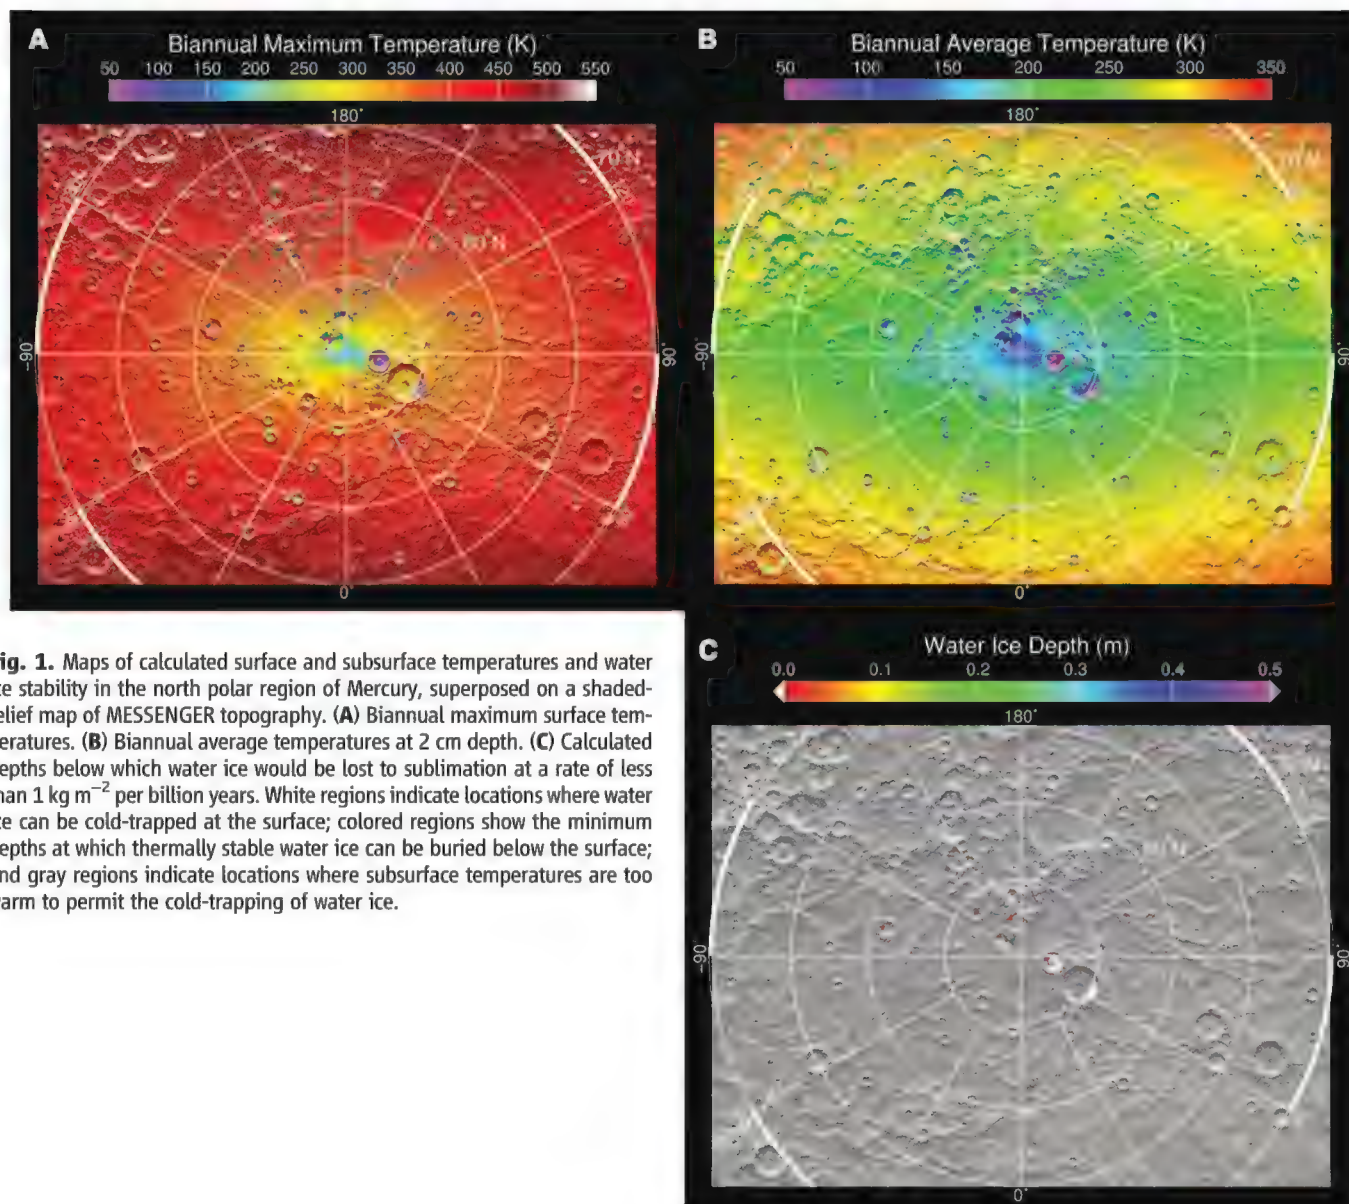 A
Biannual Maximum Temperature (K)
50 100 150 200 250 300 350 400 450 500 550
180°
70 N
80 N
-90°
90°
0°
B
Biannual Average Temperature (K)
50 100 150 200 250 300 350
180°
-90°
90°
0°
ig. 1. Maps of calculated surface and subsurface temperatures and water
ce stability in the north polar region of Mercury, superposed on a shaded-
elief map of MESSENGER topography. (A) Biannual maximum surface tem-
eratures. (B) Biannual average temperatures at 2 cm depth. (C) Calculated
epths below which water ice would be lost to sublimation at a rate of less
han 1 kg m⁻² per billion years. White regions indicate locations where water
ce can be cold-trapped at the surface; colored regions show the minimum
epths at which thermally stable water ice can be buried below the surface;
nd gray regions indicate locations where subsurface temperatures are too
arm to permit the cold-trapping of water ice.
C
Water Ice Depth (m)
0.0 0.1 0.2 0.3 0.4 0.5
180°
-90°
90°
0°